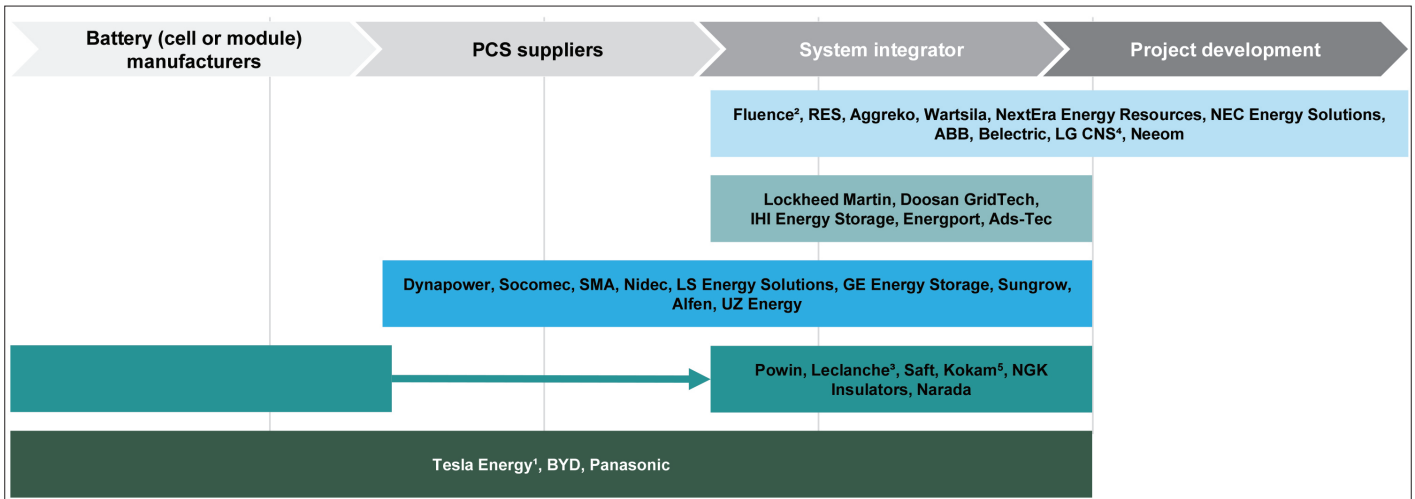 Battery (cell or module)
manufacturers
PCS suppliers
System integrator
Project development
Fluence², RES, Aggreko, Wartsila, NextEra Energy Resources, NEC Energy Solutions,
ABB, Belectric, LG CNS⁴, Neeom
Lockheed Martin, Doosan GridTech,
IHI Energy Storage, Energport, Ads-Tec
Dynapower, Socomec, SMA, Nidec, LS Energy Solutions, GE Energy Storage, Sungrow,
Alfen, UZ Energy
Powin, Leclanche³, Saft, Kokam⁵, NGK
Insulators, Narada
Tesla Energy¹, BYD, Panasonic